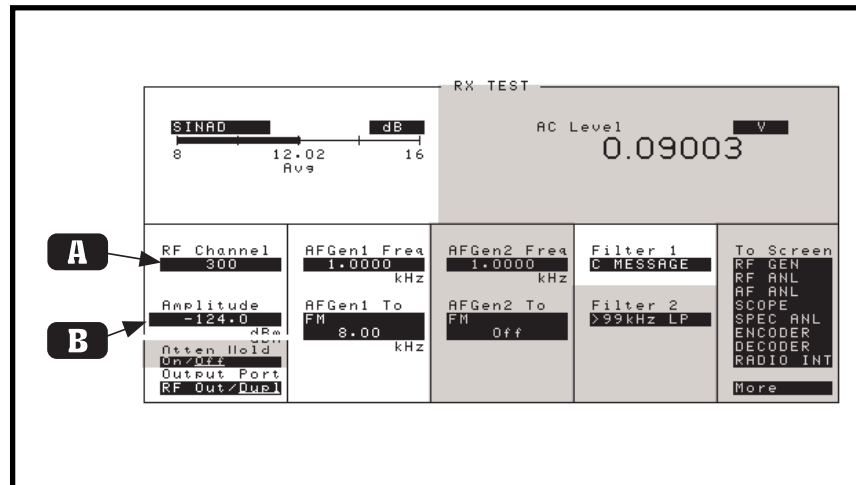 RX TEST
SINAD dB
8 12.02 16
Avg
AC Level V
0.09003
A
B
RF Channel
300
Amplitude
-124.0
dBm
Atten Hold
On/Off
Output Port
RF Out/Dupl
AFGen1 Freq
1.0000
kHz
AFGen1 To
FM
8.00
kHz
AFGen2 Freq
1.0000
kHz
AFGen2 To
FM
Off
Filter 1
C MESSAGE
Filter 2
>99kHz LP
To Screen
RF GEN
RF ANL
AF ANL
SCOPE
SPEC ANL
ENCODER
DECODER
RADIO INT
More